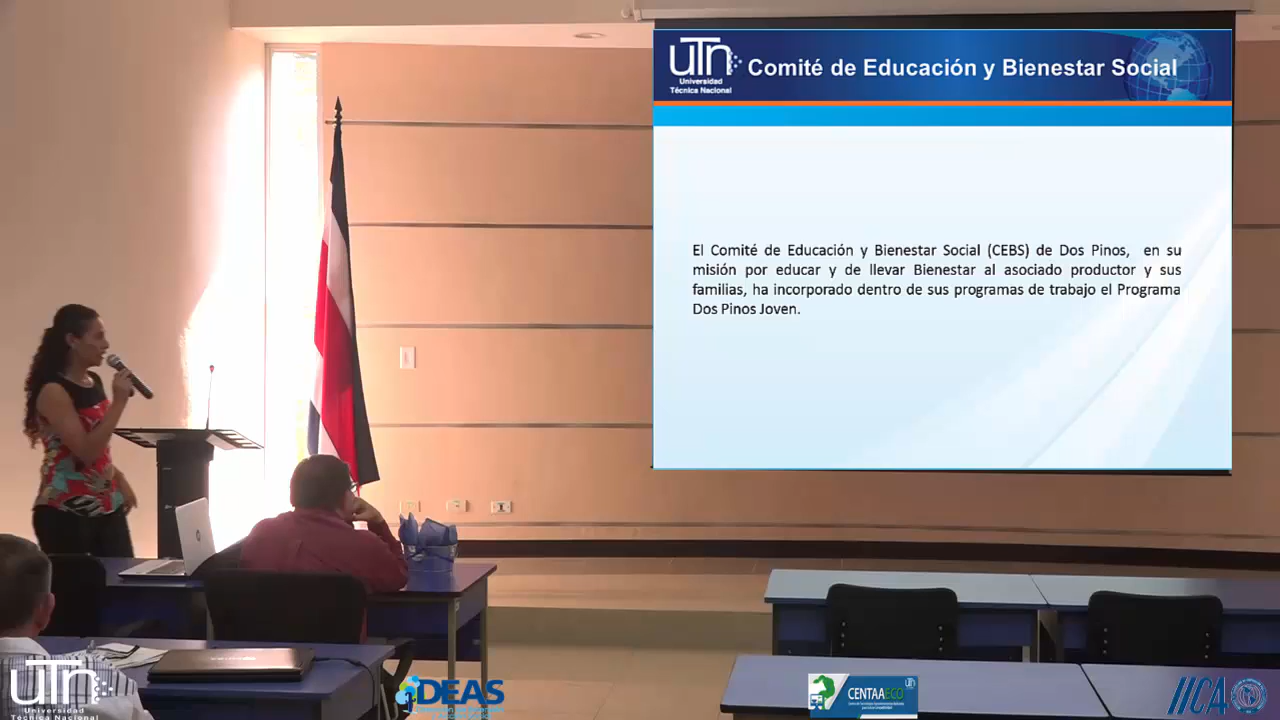 UTn
Universidad
Técnica Nacional
Comité de Educación y Bienestar Social
El Comité de Educación y Bienestar Social (CEBS) de Dos Pinos, en su
misión por educar y de llevar Bienestar al asociado productor y sus
familias, ha incorporado dentro de sus programas de trabajo el Programa
Dos Pinos Joven.
UTn
Universidad
Técnica Nacional
iDEAS
CENTAAECO
UTn
IICA